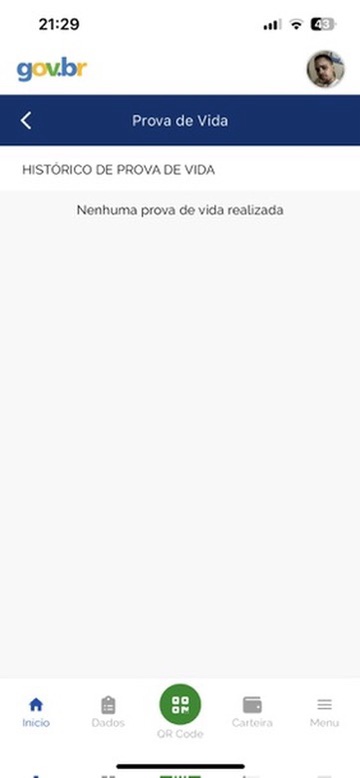 21:29
43
gov.br
Prova de Vida
HISTÓRICO DE PROVA DE VIDA
Nenhuma prova de vida realizada
Início
Dados
QR Code
Carteira
Menu